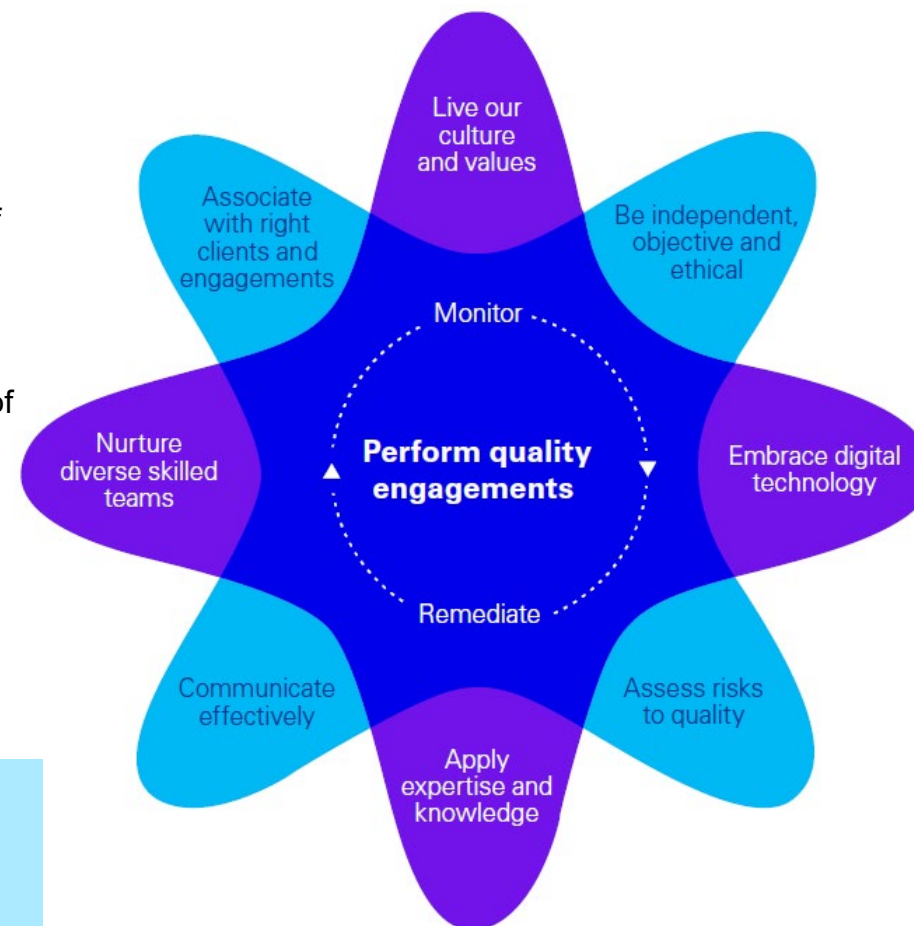 Live our
culture
and values
Associate
with right
clients and
engagements
Be independent,
objective and
ethical
Monitor
of
Nurture
diverse skilled
teams
Perform quality
engagements
Embrace digital
technology
Remediate
Communicate
effectively
Assess risks
to quality
Apply
expertise and
knowledge